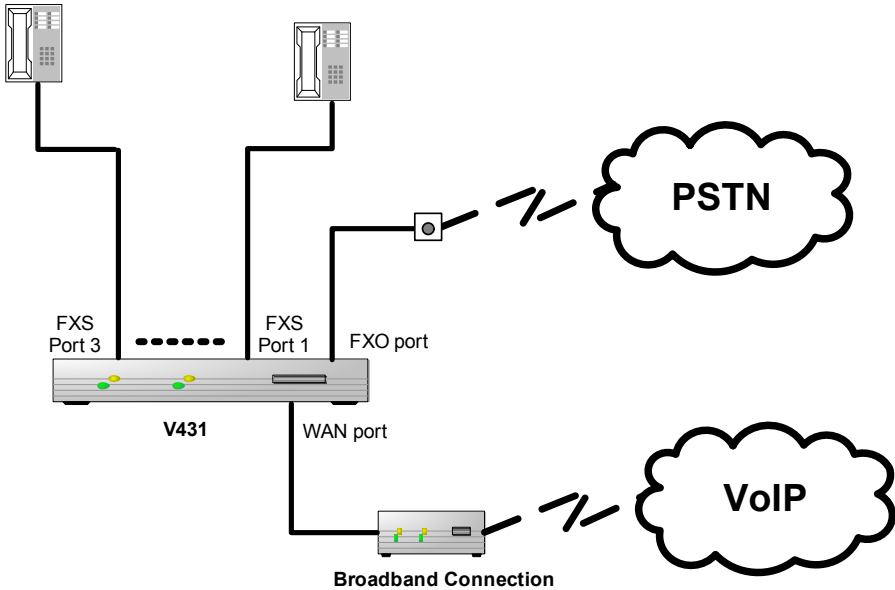 PSTN
FXS
Port 3
FXS
Port 1
FXO port
V431
WAN port
VoIP
Broadband Connection